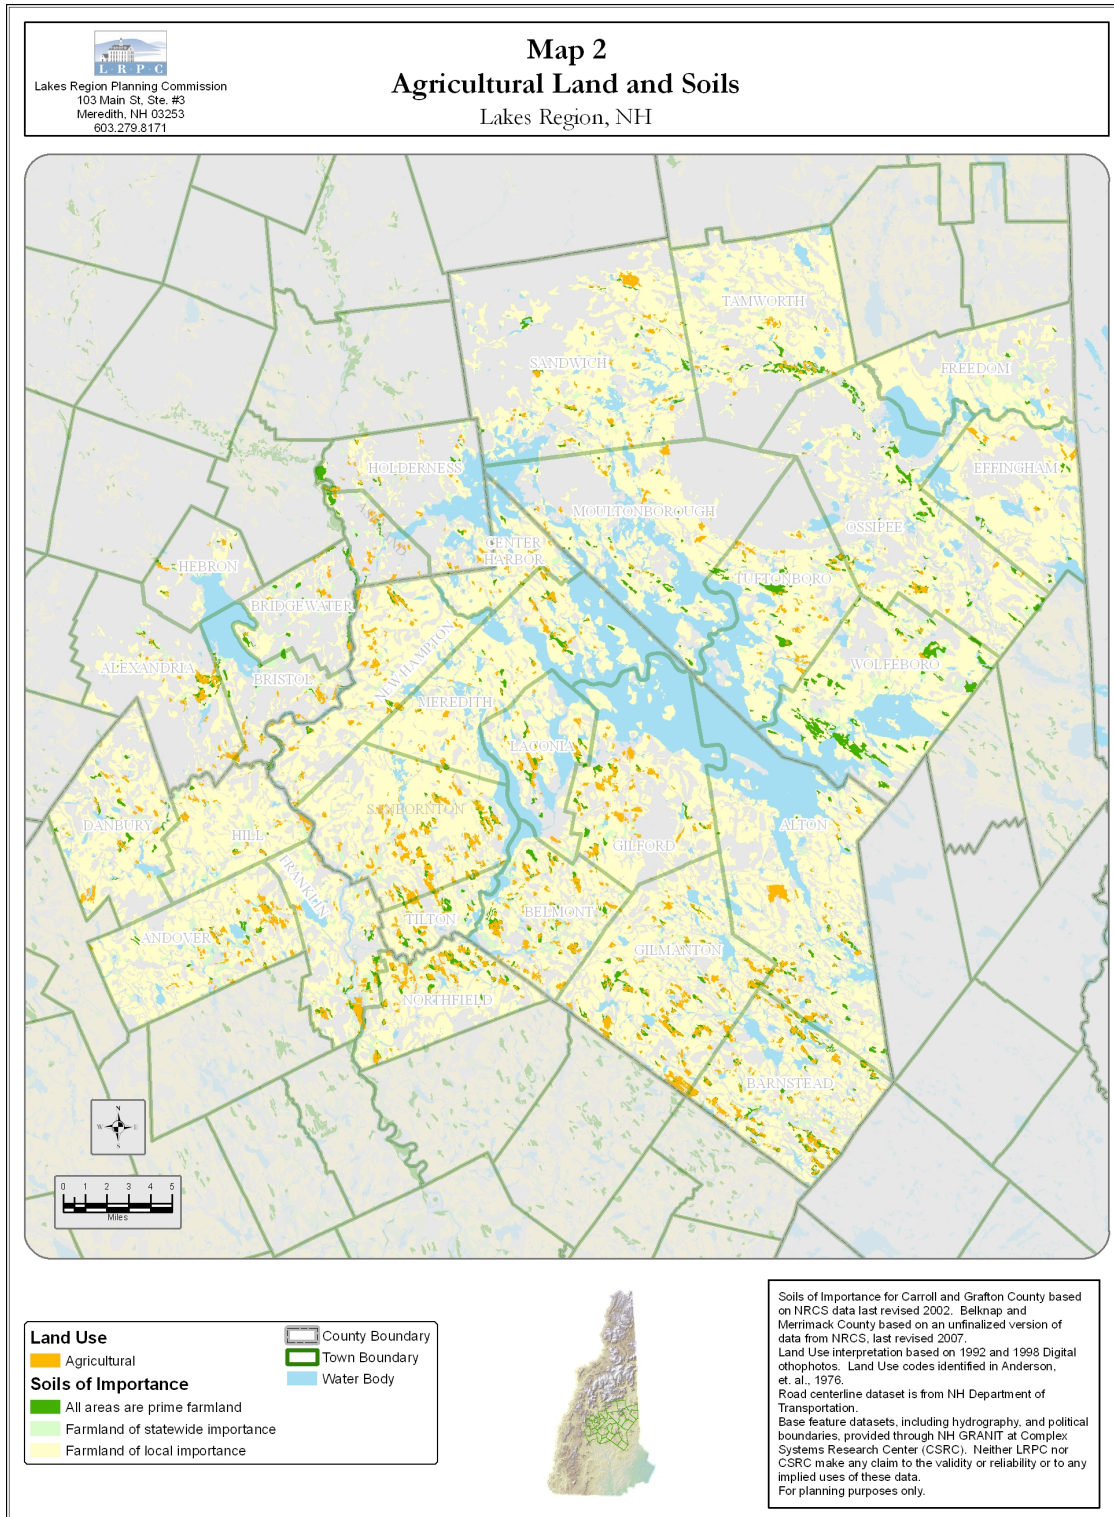 L·R·P·C
Lakes Region Planning Commission
103 Main St, Ste. #3
Meredith, NH 03253
603.279.8171
Map 2
Agricultural Land and Soils
Lakes Region, NH
TAMWORTH
SANDWICH
FREEDOM
HOLDERNESS
EFFINGHAM
MOULTONBOROUGH
ASHLAND
OSSIPEE
CENTER
HARBOR
HEBRON
TUFTONBORO
BRIDGEWATER
NEW HAMPTON
ALEXANDRIA
WOLFEBORO
BRISTOL
MEREDITH
LACONIA
SANBORNTON
DANBURY
ALTON
HILL
GILFORD
FRANKLIN
TILTON
BELMONT
ANDOVER
GILMANTON
NORTHFIELD
BARNSTEAD
N
W E
S
0 1 2 3 4 5
Miles
Land Use
Agricultural
Soils of Importance
All areas are prime farmland
Farmland of statewide importance
Farmland of local importance
County Boundary
Town Boundary
Water Body
Soils of Importance for Carroll and Grafton County based
on NRCS data last revised 2002. Belknap and
Merrimack County based on an unfinalized version of
data from NRCS, last revised 2007.
Land Use interpretation based on 1992 and 1998 Digital
othophotos. Land Use codes identified in Anderson,
et. al., 1976.
Road centerline dataset is from NH Department of
Transportation.
Base feature datasets, including hydrography, and political
boundaries, provided through NH GRANIT at Complex
Systems Research Center (CSRC). Neither LRPC nor
CSRC make any claim to the validity or reliability or to any
implied uses of these data.
For planning purposes only.